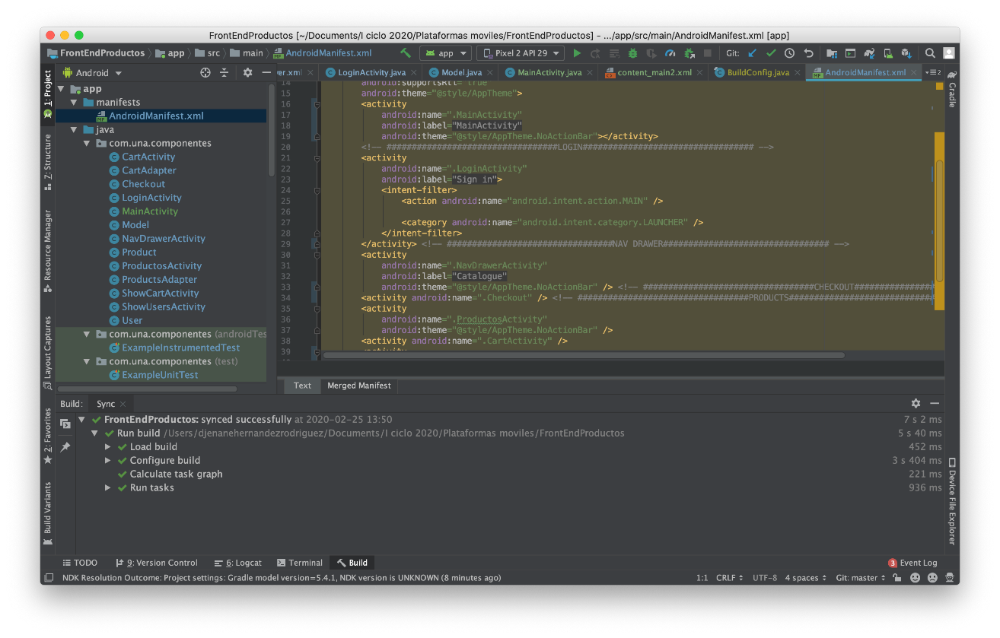 FrontEndProductos [~/Documents/I ciclo 2020/Plataformas moviles/FrontEndProductos] - .../app/src/main/AndroidManifest.xml [app]
FrontEndProductos app src main AndroidManifest.xml app Pixel 2 API 29 Git:
1: Project
Z: Structure
Resource Manager
Layout Captures
2: Favorites
Build Variants
Android
ver.xml LoginActivity.java Model.java MainActivity.java content_main2.xml BuildConfig.java AndroidManifest.xml 2
app
manifests
AndroidManifest.xml
java
com.una.componentes
CartActivity
CartAdapter
Checkout
LoginActivity
MainActivity
Model
NavDrawerActivity
Product
ProductosActivity
ProductsAdapter
ShowCartActivity
ShowUsersActivity
User
com.una.componentes (androidTes
ExampleInstrumentedTest
com.una.componentes (test)
ExampleUnitTest
14 android:supportsRtl="true"
15 android:theme="@style/AppTheme">
16 <activity
17 android:name=".MainActivity"
18 android:label="MainActivity"
19 android:theme="@style/AppTheme.NoActionBar"></activity>
20 <!-- ##################################LOGIN################################## -->
21 <activity
22 android:name=".LoginActivity"
23 android:label="Sign in">
24 <intent-filter>
25 <action android:name="android.intent.action.MAIN" />
26
27 <category android:name="android.intent.category.LAUNCHER" />
28 </intent-filter>
29 </activity> <!-- #################################NAV DRAWER################################# -->
30 <activity
31 android:name=".NavDrawerActivity"
32 android:label="Catalogue"
33 android:theme="@style/AppTheme.NoActionBar" /> <!-- ##################################CHECKOUT################
34 <activity android:name=".Checkout" /> <!-- ##################################PRODUCTS#############################
35 <activity
36 android:name=".ProductosActivity"
37 android:theme="@style/AppTheme.NoActionBar" />
38 <activity android:name=".CartActivity" />
39 <activity
Gradle
Device File Explorer
Text Merged Manifest
Build: Sync
FrontEndProductos: synced successfully at 2020-02-25 13:50 7 s 2 ms
Run build /Users/djenanehernandezrodriguez/Documents/I ciclo 2020/Plataformas moviles/FrontEndProductos 5 s 40 ms
Load build 452 ms
Configure build 3 s 404 ms
Calculate task graph 221 ms
Run tasks 936 ms
TODO 9: Version Control 6: Logcat Terminal Build 3 Event Log
NDK Resolution Outcome: Project settings: Gradle model version=5.4.1, NDK version is UNKNOWN (8 minutes ago) 1:1 CRLF UTF-8 4 spaces Git: master